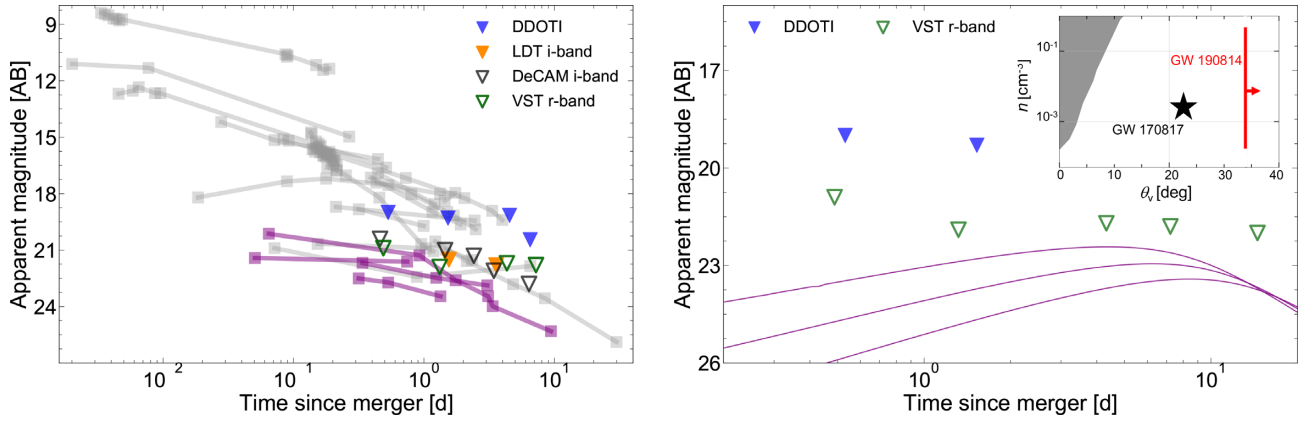 Apparent magnitude [AB]
9
12
15
18
21
24
DDOTI
LDT i-band
DeCAM i-band
VST r-band
10 2
10 1
10 0
10 1
Time since merger [d]
Apparent magnitude [AB]
17
20
23
26
DDOTI
VST r-band
10 0
10 1
Time since merger [d]
n [cm⁻³]
10⁻¹
10⁻³
GW 190814
GW 170817
0 10 20 30 40
θv [deg]